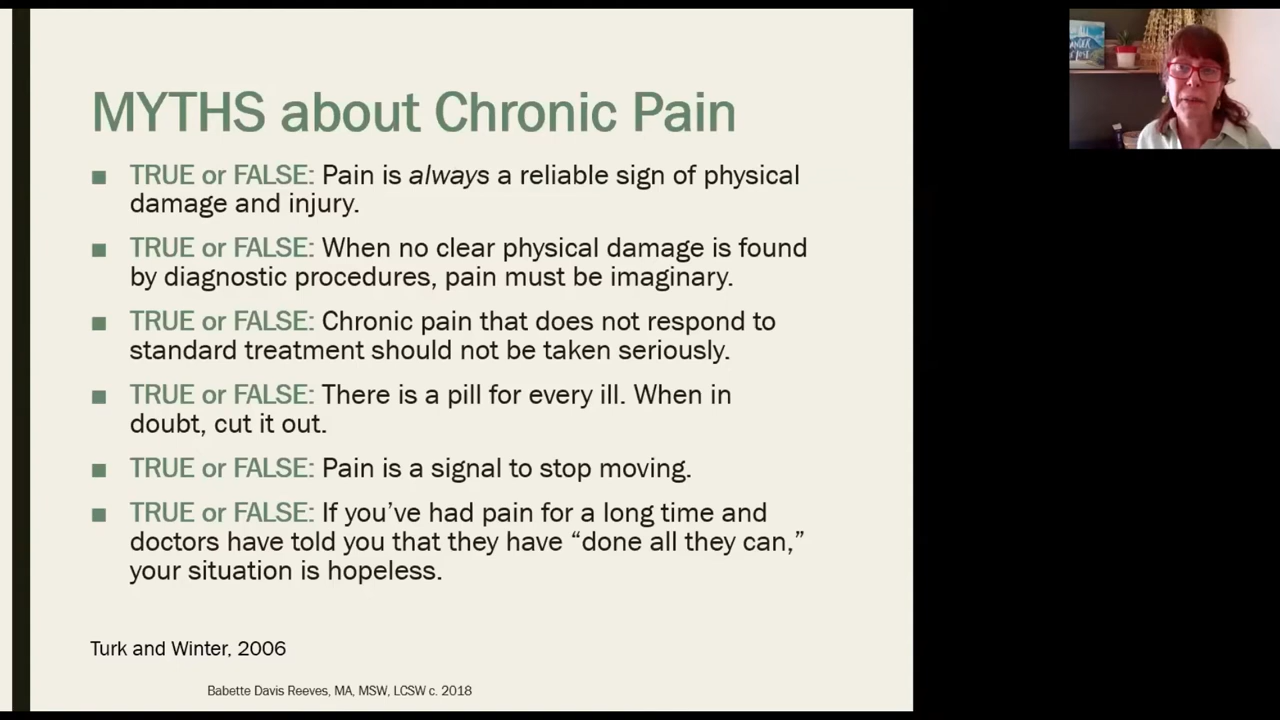 MYTHS about Chronic Pain
■ TRUE or FALSE: Pain is always a reliable sign of physical
damage and injury.
■ TRUE or FALSE: When no clear physical damage is found
by diagnostic procedures, pain must be imaginary.
■ TRUE or FALSE: Chronic pain that does not respond to
standard treatment should not be taken seriously.
■ TRUE or FALSE: There is a pill for every ill. When in
doubt, cut it out.
■ TRUE or FALSE: Pain is a signal to stop moving.
■ TRUE or FALSE: If you’ve had pain for a long time and
doctors have told you that they have “done all they can,”
your situation is hopeless.
Turk and Winter, 2006
Babette Davis Reeves, MA, MSW, LCSW c. 2018